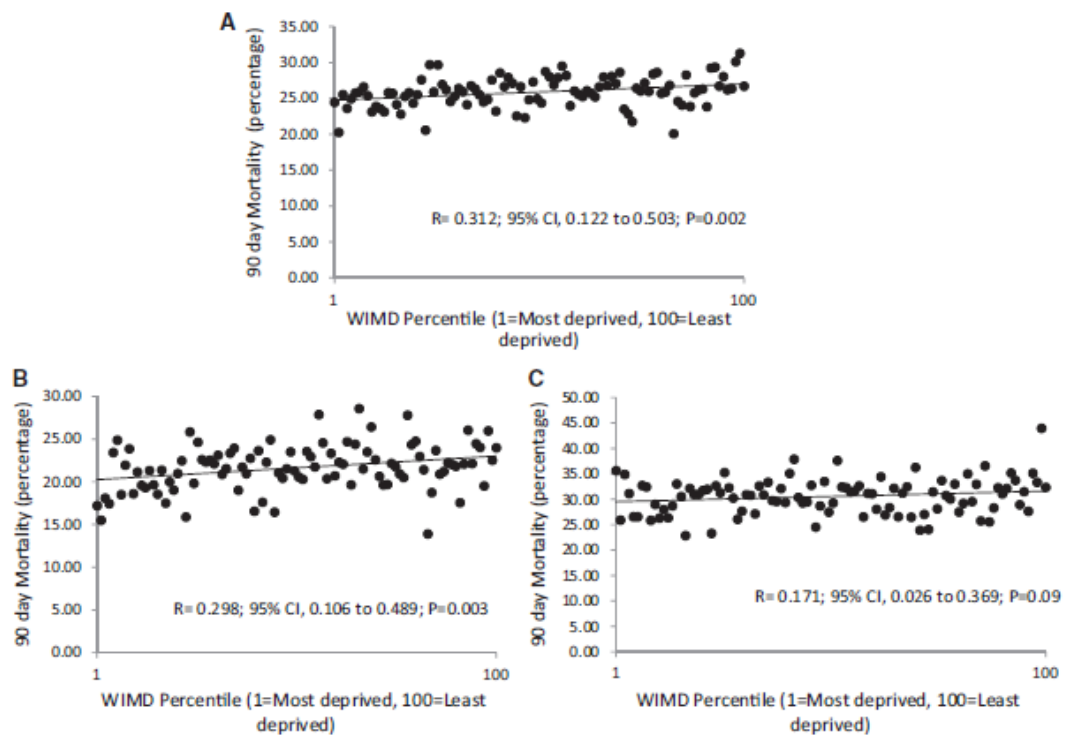 A
35.00
30.00
25.00
20.00
15.00
10.00
5.00
0.00
90 day Mortality (percentage)
R= 0.312; 95% CI, 0.122 to 0.503; P=0.002
1
100
WIMD Percentile (1=Most deprived, 100=Least
deprived)
B
30.00
25.00
20.00
15.00
10.00
5.00
0.00
90 day Mortality (percentage)
R= 0.298; 95% CI, 0.106 to 0.489; P=0.003
1
100
WIMD Percentile (1=Most deprived, 100=Least
deprived)
C
50.00
45.00
40.00
35.00
30.00
25.00
20.00
15.00
10.00
5.00
0.00
90 day Mortality (percentage)
R= 0.171; 95% CI, 0.026 to 0.369; P=0.09
1
100
WIMD Percentile (1=Most deprived, 100=Least
deprived)